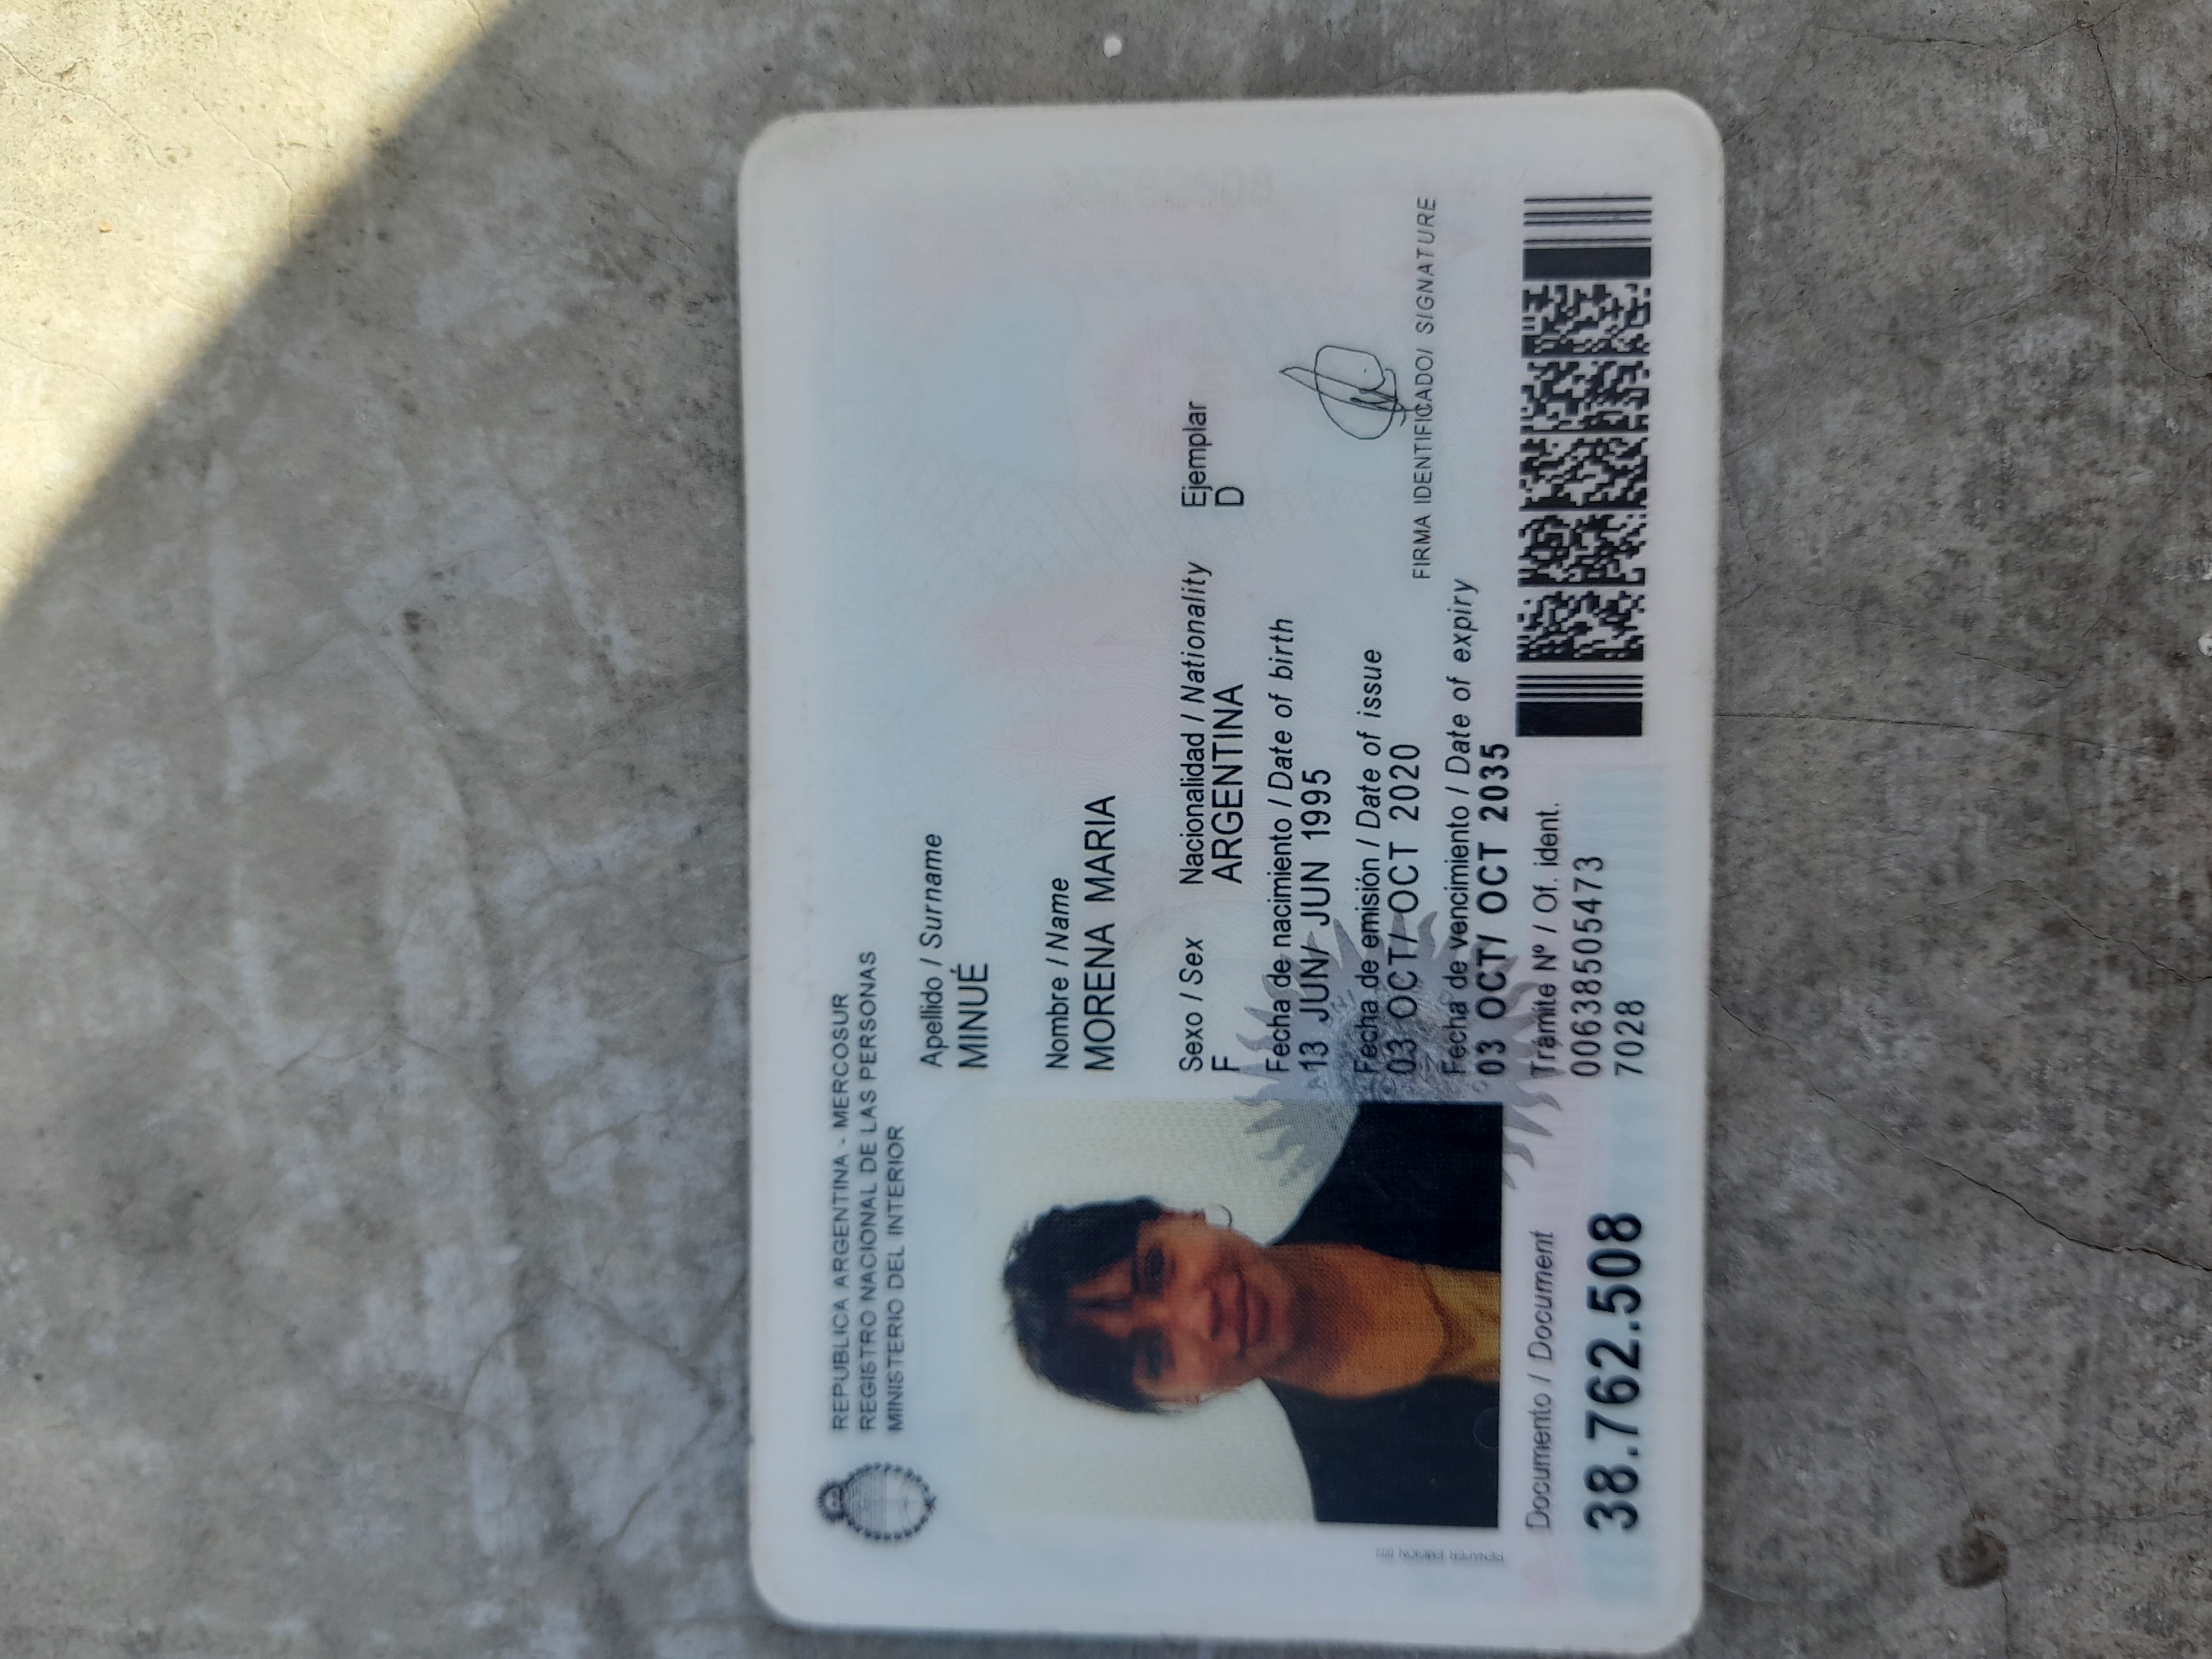 REPUBLICA ARGENTINA - MERCOSUR
REGISTRO NACIONAL DE LAS PERSONAS
MINISTERIO DEL INTERIOR
Apellido / Surname
MINUÉ
Nombre / Name
MORENA MARIA
Sexo / Sex Nacionalidad / Nationality Ejemplar
F ARGENTINA D
Fecha de nacimiento / Date of birth
13 JUN/ JUN 1995
Fecha de emisión / Date of issue
03 OCT/ OCT 2020
FIRMA IDENTIFICADO/ SIGNATURE
Fecha de vencimiento / Date of expiry
03 OCT/ OCT 2035
Documento / Document
38.762.508
Trámite Nº / Of. ident.
00638505473
7028